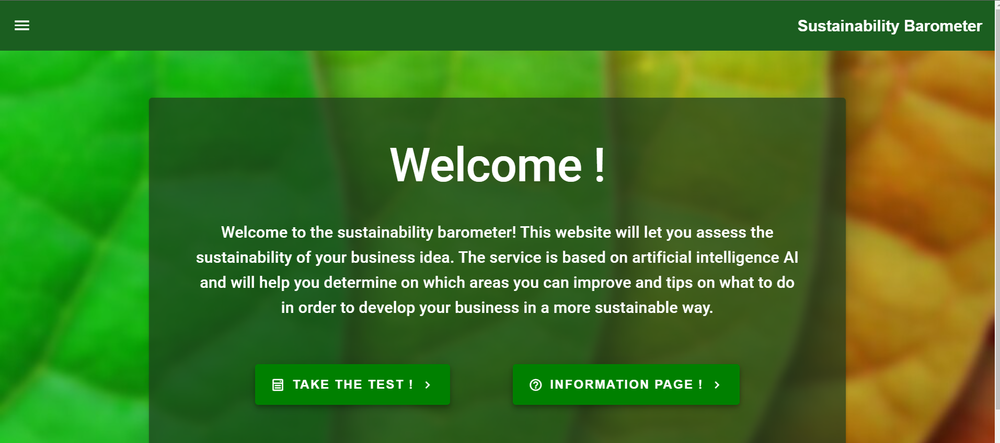 Sustainability Barometer
Welcome !
Welcome to the sustainability barometer! This website will let you assess the
sustainability of your business idea. The service is based on artificial intelligence AI
and will help you determine on which areas you can improve and tips on what to do
in order to develop your business in a more sustainable way.
TAKE THE TEST !
INFORMATION PAGE !